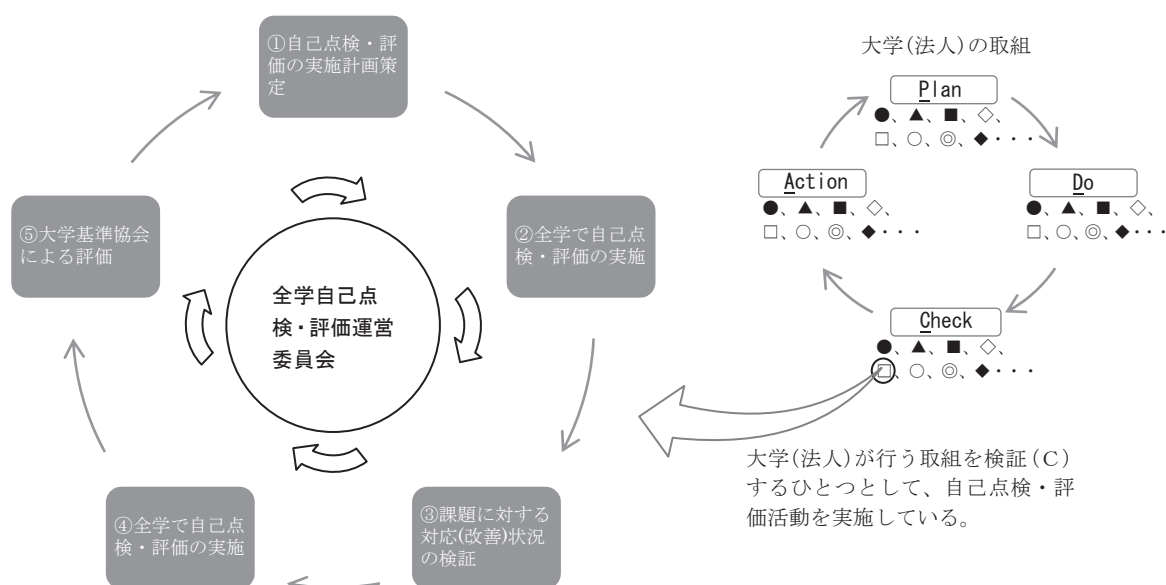 ①自己点検・評
価の実施計画策
定
②全学で自己点
検・評価の実施
③課題に対する
対応(改善)状況
の検証
④全学で自己点
検・評価の実施
⑤大学基準協会
による評価
全学自己点
検・評価運営
委員会
大学(法人)の取組
Plan
●、▲、■、◇、
□、○、◎、◆・・・
Do
●、▲、■、◇、
□、○、◎、◆・・・
Check
●、▲、■、◇、
□、○、◎、◆・・・
Action
●、▲、■、◇、
□、○、◎、◆・・・
大学(法人)が行う取組を検証(C)
するひとつとして、自己点検・評
価活動を実施している。